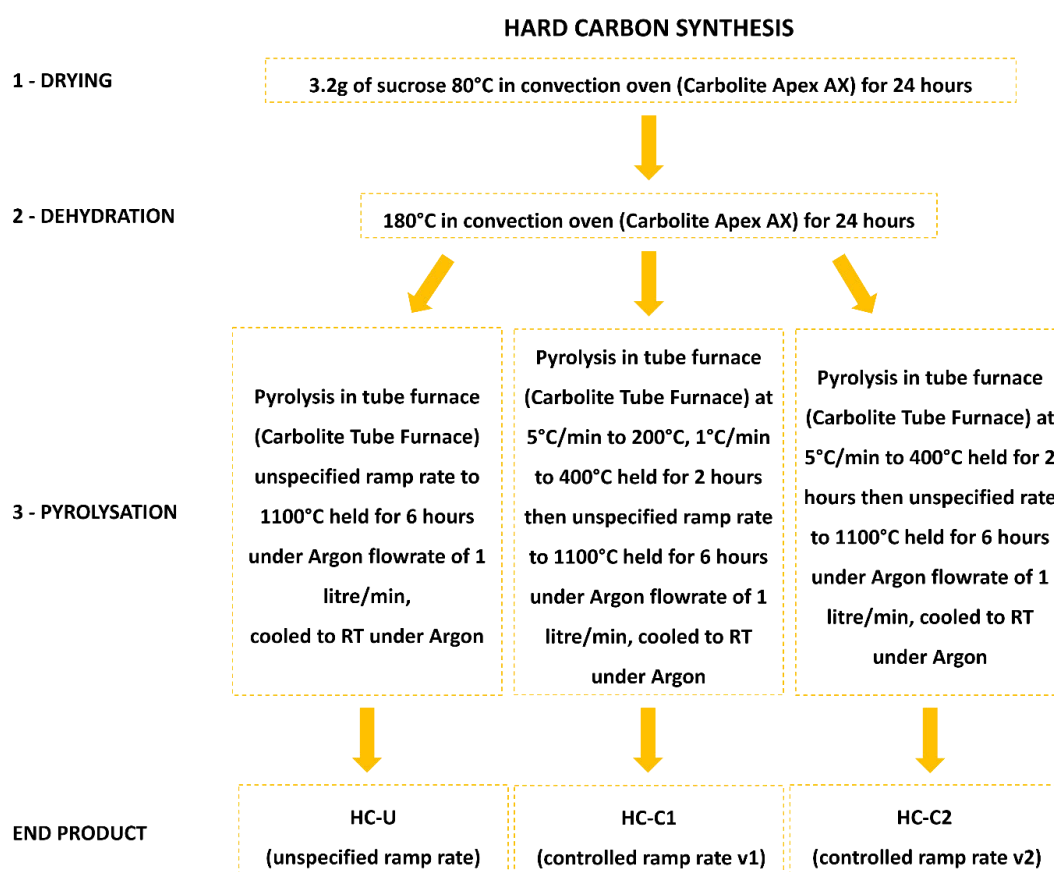 HARD CARBON SYNTHESIS
1 - DRYING
3.2g of sucrose 80°C in convection oven (Carbolite Apex AX) for 24 hours
2 - DEHYDRATION
180°C in convection oven (Carbolite Apex AX) for 24 hours
3 - PYROLYSATION
Pyrolysis in tube furnace
(Carbolite Tube Furnace)
unspecified ramp rate to
1100°C held for 6 hours
under Argon flowrate of 1
litre/min,
cooled to RT under Argon
Pyrolysis in tube furnace
(Carbolite Tube Furnace) at
5°C/min to 200°C, 1°C/min
to 400°C held for 2 hours
then unspecified ramp rate
to 1100°C held for 6 hours
under Argon flowrate of 1
litre/min, cooled to RT
under Argon
Pyrolysis in tube furnace
(Carbolite Tube Furnace) at
5°C/min to 400°C held for 2
hours then unspecified rate
to 1100°C held for 6 hours
under Argon flowrate of 1
litre/min, cooled to RT
under Argon
END PRODUCT
HC-U
(unspecified ramp rate)
HC-C1
(controlled ramp rate v1)
HC-C2
(controlled ramp rate v2)